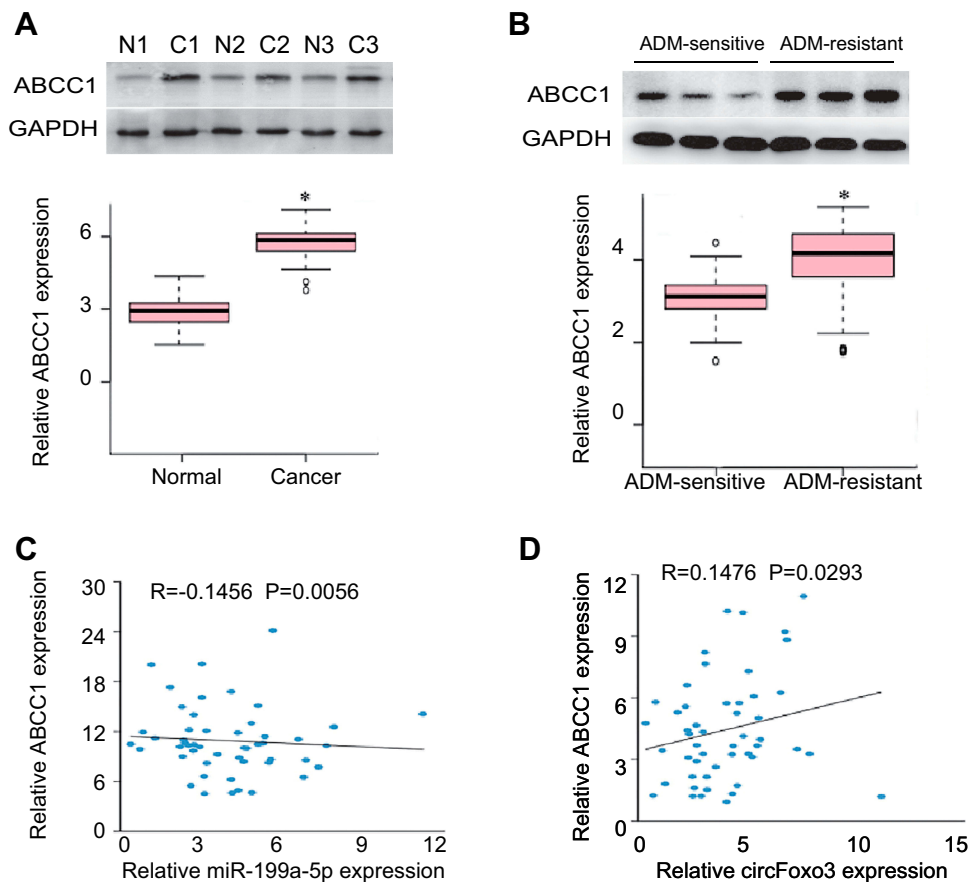 A
N1 C1 N2 C2 N3 C3
ABCC1
GAPDH
Relative ABCC1 expression
6
3
0
*
Normal Cancer
B
ADM-sensitive ADM-resistant
ABCC1
GAPDH
Relative ABCC1 expression
4
2
0
*
ADM-sensitive ADM-resistant
C
R=-0.1456 P=0.0056
Relative ABCC1 expression
30
24
18
12
6
0
0 3 6 9 12
Relative miR-199a-5p expression
D
R=0.1476 P=0.0293
Relative ABCC1 expression
12
9
6
3
0
0 5 10 15
Relative circFoxo3 expression